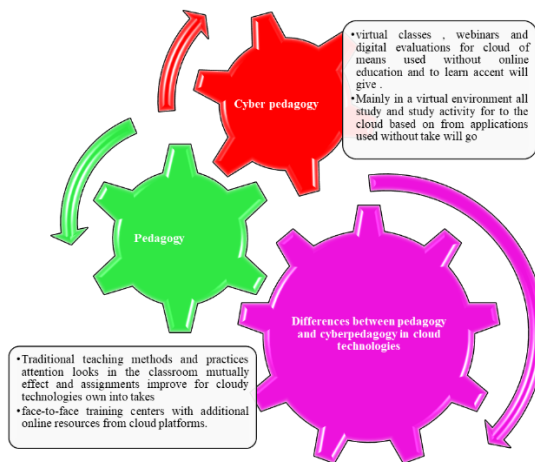 •virtual classes , webinars and
digital evaluations for cloud of
means used without online
education and to learn accent will
give .
•Mainly in a virtual environment all
study and study activity for to the
cloud based on from applications
used without take will go
Cyber pedagogy
Pedagogy
Differences between pedagogy
and cyberpedagogy in cloud
technologies
•Traditional teaching methods and practices
attention looks in the classroom mutually
effect and assignments improve for cloudy
technologies own into takes
•face-to-face training centers with additional
online resources from cloud platforms.